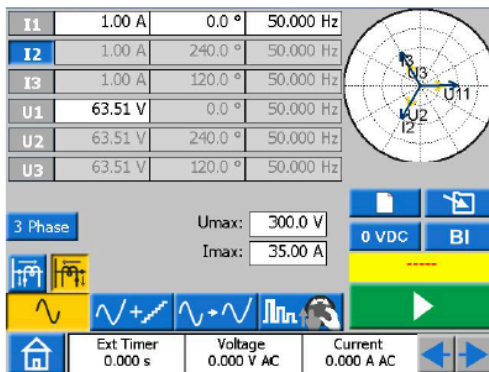 I1 1.00 A 0.0 ° 50.000 Hz
I2 1.00 A 240.0 ° 50.000 Hz
I3 1.00 A 120.0 ° 50.000 Hz
U1 63.51 V 0.0 ° 50.000 Hz
U2 63.51 V 240.0 ° 50.000 Hz
U3 63.51 V 120.0 ° 50.000 Hz
I3
U3
U11
U2
I2
3 Phase
Umax: 300.0 V
Imax: 35.00 A
0 VDC BI
-----
Ext Timer Voltage Current
0.000 s 0.000 V AC 0.000 A AC